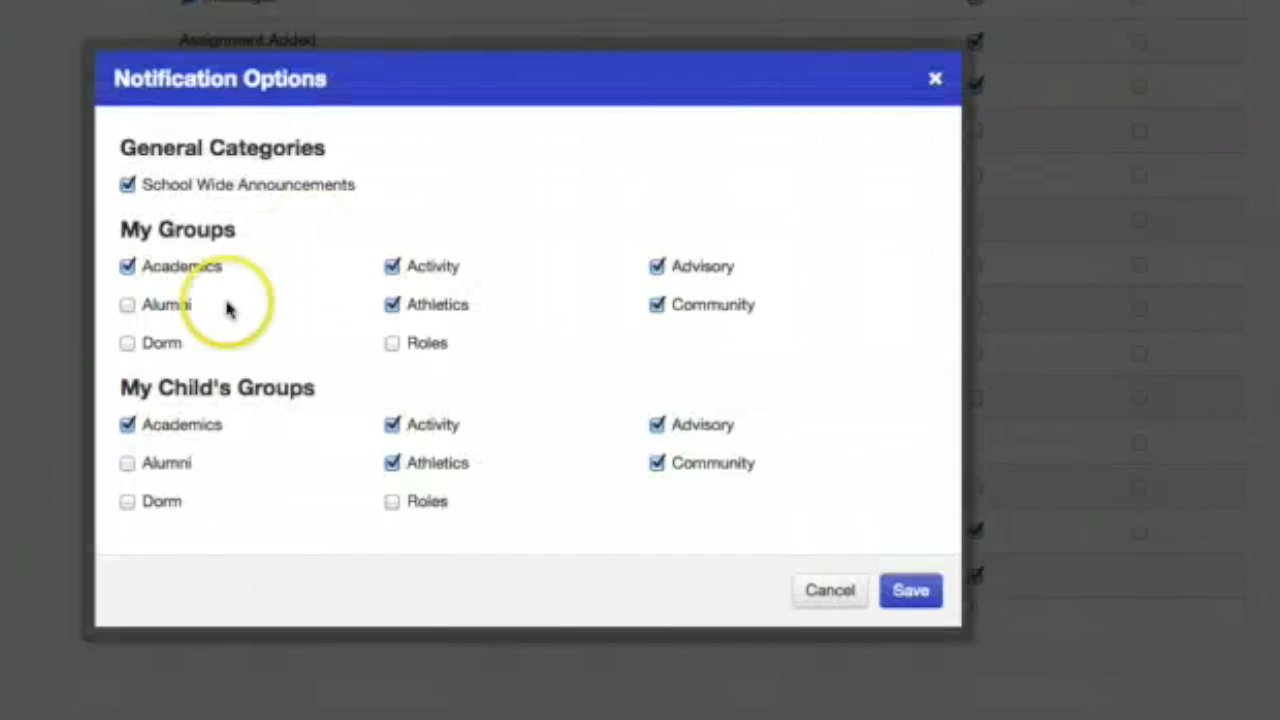 Assignment Added
Notification Options
General Categories
School Wide Announcements
My Groups
Academics Activity Advisory
Alumni Athletics Community
Dorm Roles
My Child's Groups
Academics Activity Advisory
Alumni Athletics Community
Dorm Roles
Cancel Save